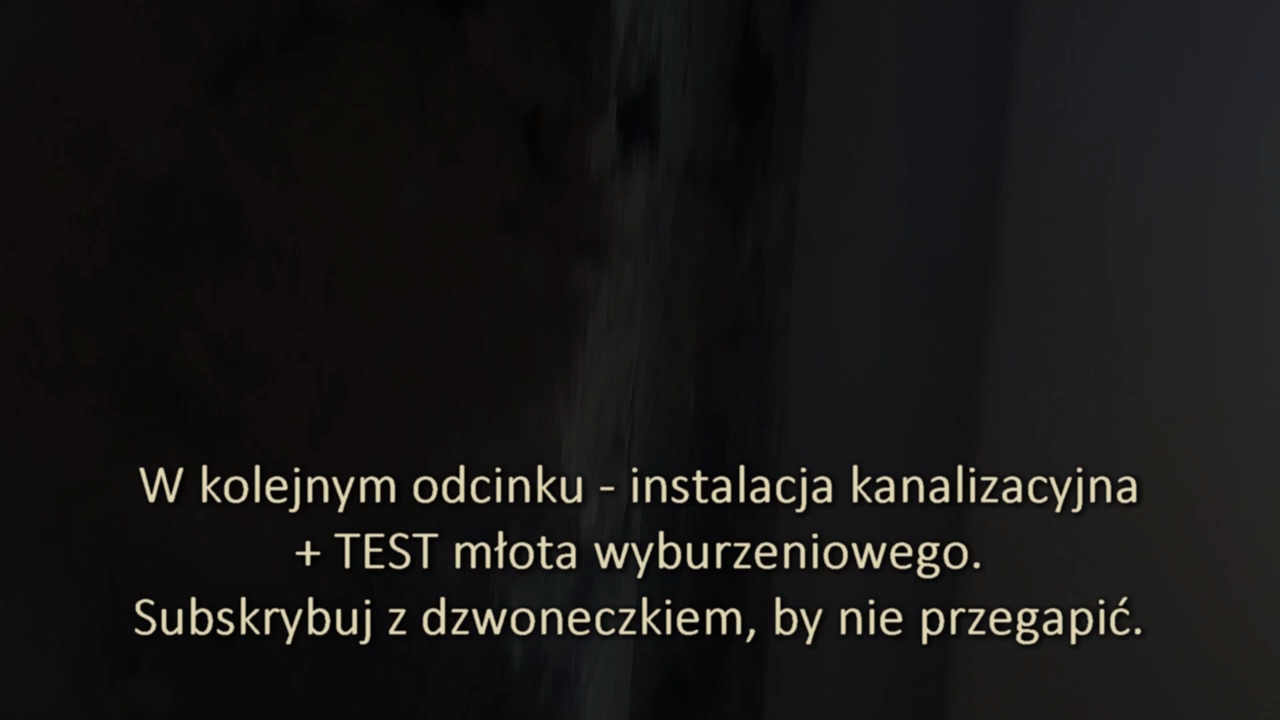 W kolejnym odcinku - instalacja kanalizacyjna
+ TEST młota wyburzeniowego.
Subskrybuj z dzwoneczkiem, by nie przegapić.